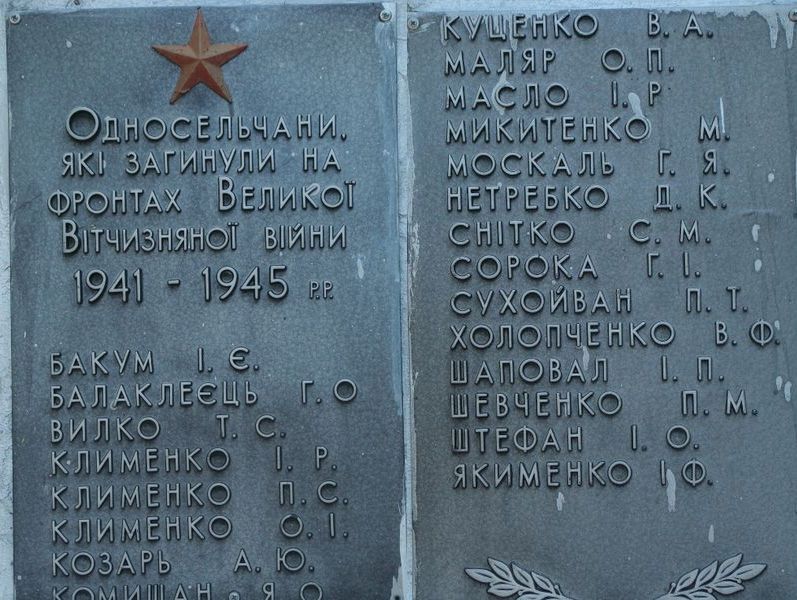 Односельчани,
які загинули на
фронтах Великої
Вітчизняної війни
1941 - 1945 р.р.
БАКУМ І. Є.
БАЛАКЛЕЄЦЬ Г. О
ВИЛКО Т. С.
КЛИМЕНКО І. Р.
КЛИМЕНКО П. С.
КЛИМЕНКО О. І.
КОЗАРЬ А. Ю.
КОМИШАН Я. О.
КУЦЕНКО В. А.
МАЛЯР О. П.
МАСЛО І. Р
МИКИТЕНКО М.
МОСКАЛЬ Г. Я.
НЕТРЕБКО Д. К.
СНІТКО С. М.
СОРОКА Г. І.
СУХОЙВАН П. Т.
ХОЛОПЧЕНКО В. Ф.
ШАПОВАЛ І. П.
ШЕВЧЕНКО П. М.
ШТЕФАН І. О.
ЯКИМЕНКО І Ф.